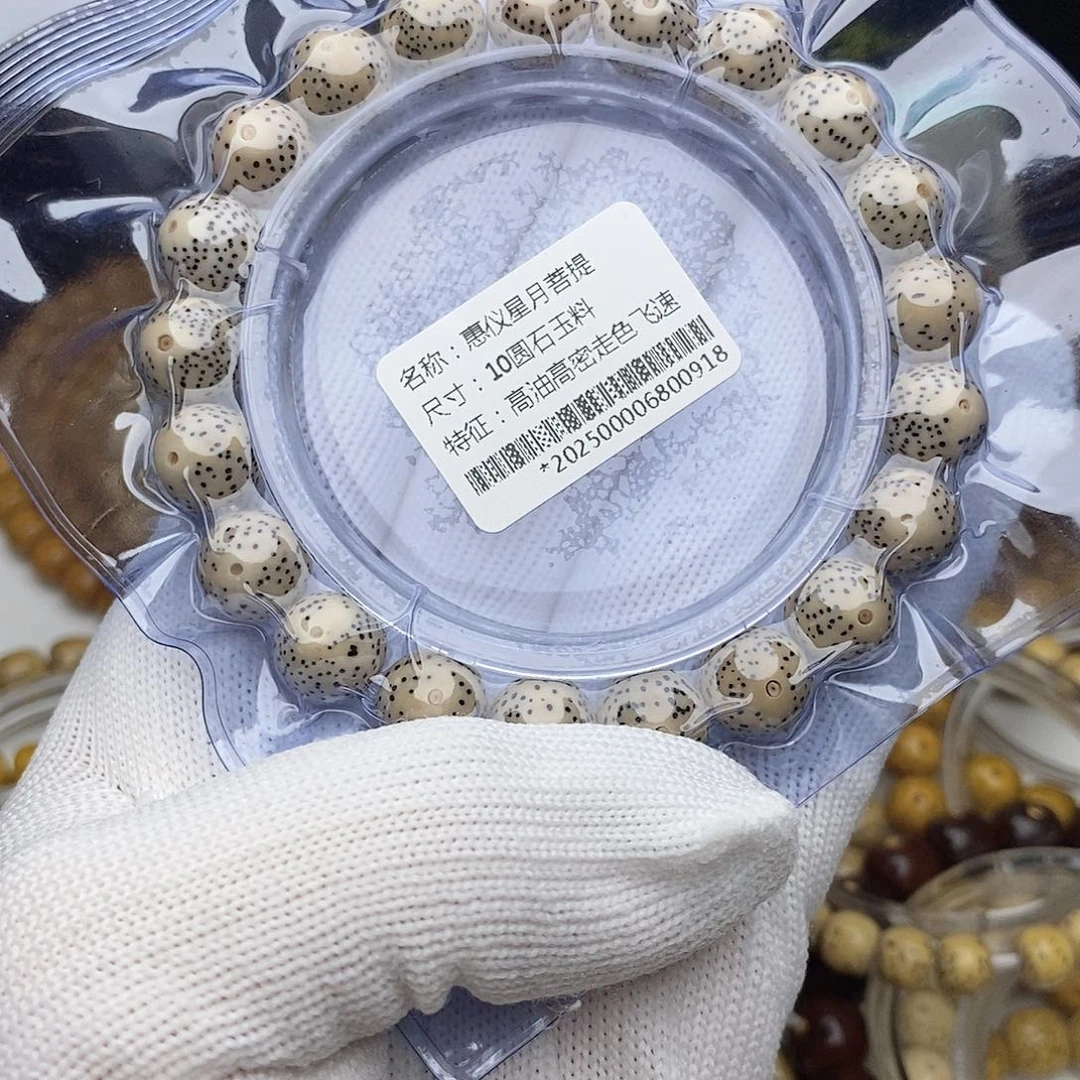 名称：惠仪星月菩提
尺寸：10圆石玉料
特征：高油高密走色飞速
*202500006800918